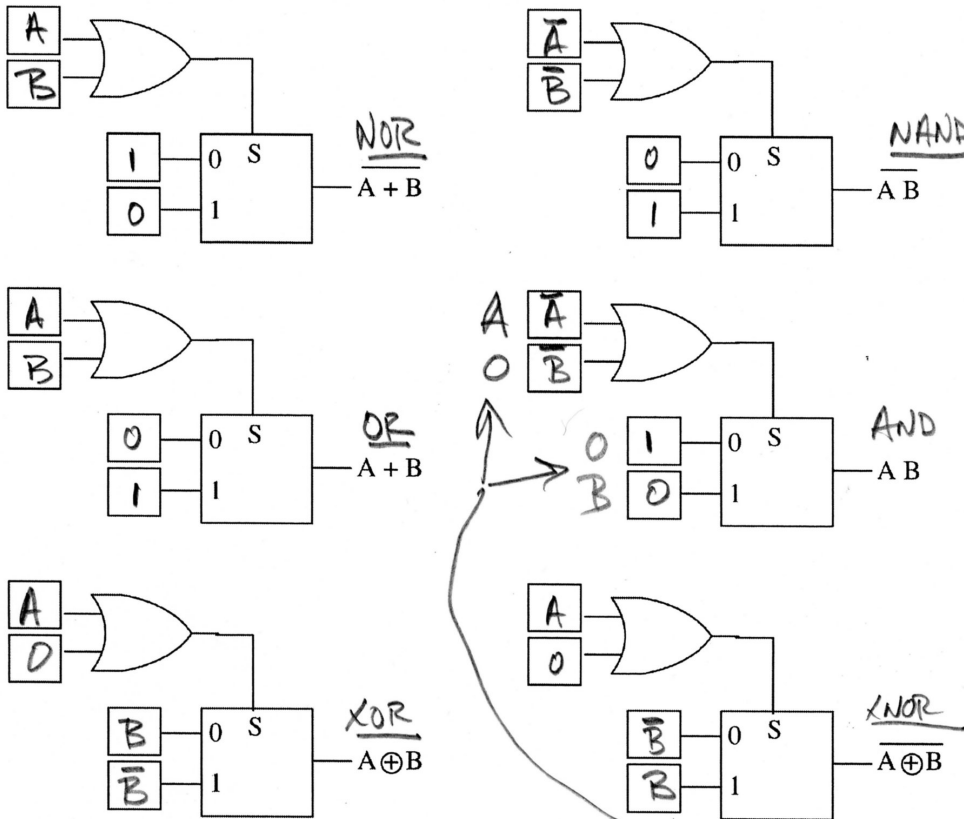 A
B
1 0 S
0 1
NOR
A + B
A̅
B̅
0 0 S
1 1
NAND
A B
A
B
0 0 S
1 1
OR
A + B
A A̅
0 B̅
0 1 0 S
B 0 1
AND
A B
A
0
B 0 S
B̅ 1
XOR
A⊕B
A
0
B̅ 0 S
B 1
XNOR
A⊕B